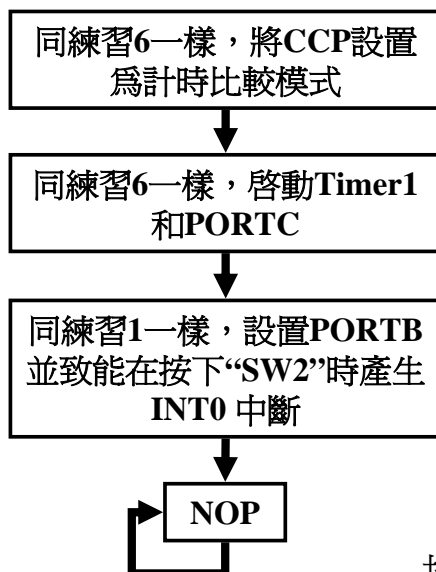 同練習6一樣，將CCP設置
爲計時比較模式
同練習6一樣，啓動Timer1
和PORTC
同練習1一樣，設置PORTB
並致能在按下“SW2”時產生
INT0 中斷
NOP